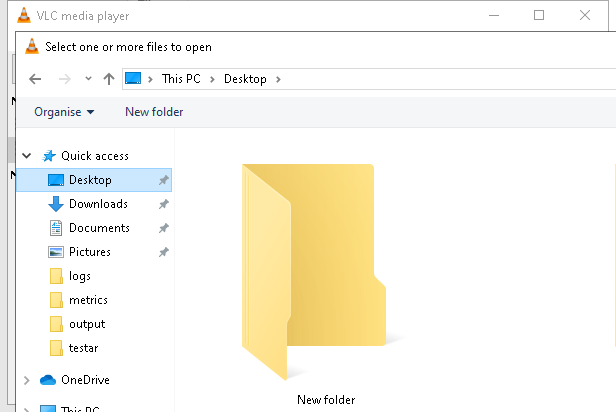 VLC media player
Select one or more files to open
This PC Desktop
Organise New folder
Quick access
Desktop
Downloads
Documents
Pictures
logs
metrics
output
testar
OneDrive
This PC
New folder